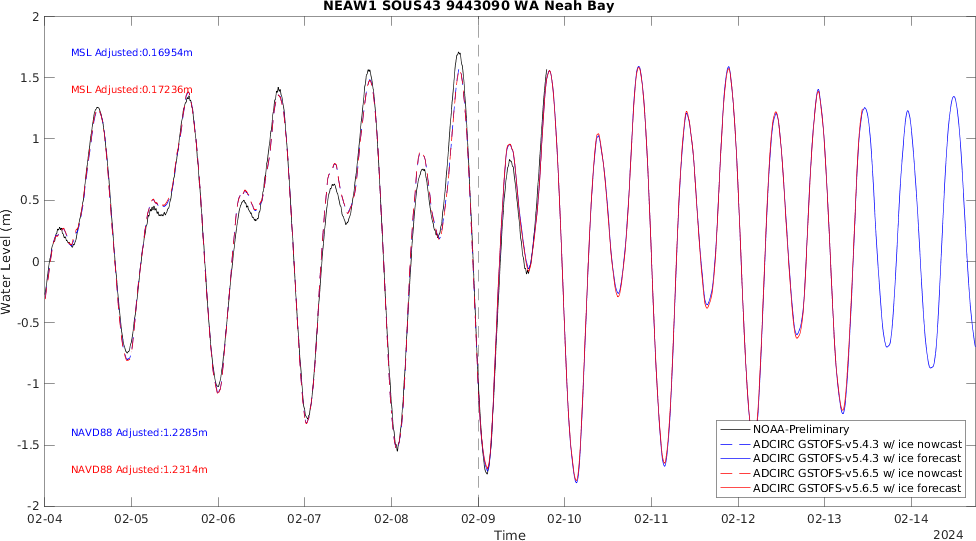 NEAW1 SOUS43 9443090 WA Neah Bay
2
1.5
1
0.5
0
-0.5
-1
-1.5
-2
Water Level (m)
MSL Adjusted:0.16954m
MSL Adjusted:0.17236m
NAVD88 Adjusted:1.2285m
NAVD88 Adjusted:1.2314m
NOAA-Preliminary
ADCIRC GSTOFS-v5.4.3 w/ ice nowcast
ADCIRC GSTOFS-v5.4.3 w/ ice forecast
ADCIRC GSTOFS-v5.6.5 w/ ice nowcast
ADCIRC GSTOFS-v5.6.5 w/ ice forecast
02-04 02-05 02-06 02-07 02-08 02-09 02-10 02-11 02-12 02-13 02-14
Time
2024